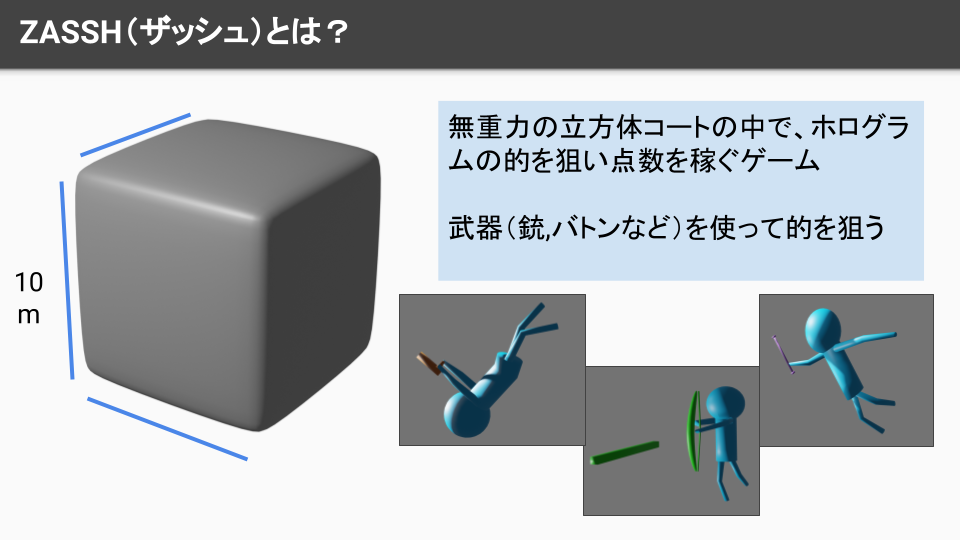 ZASSH（ザッシュ）とは？
無重力の立方体コートの中で、ホログラ
ムの的を狙い点数を稼ぐゲーム
武器（銃,バトンなど）を使って的を狙う
10
m